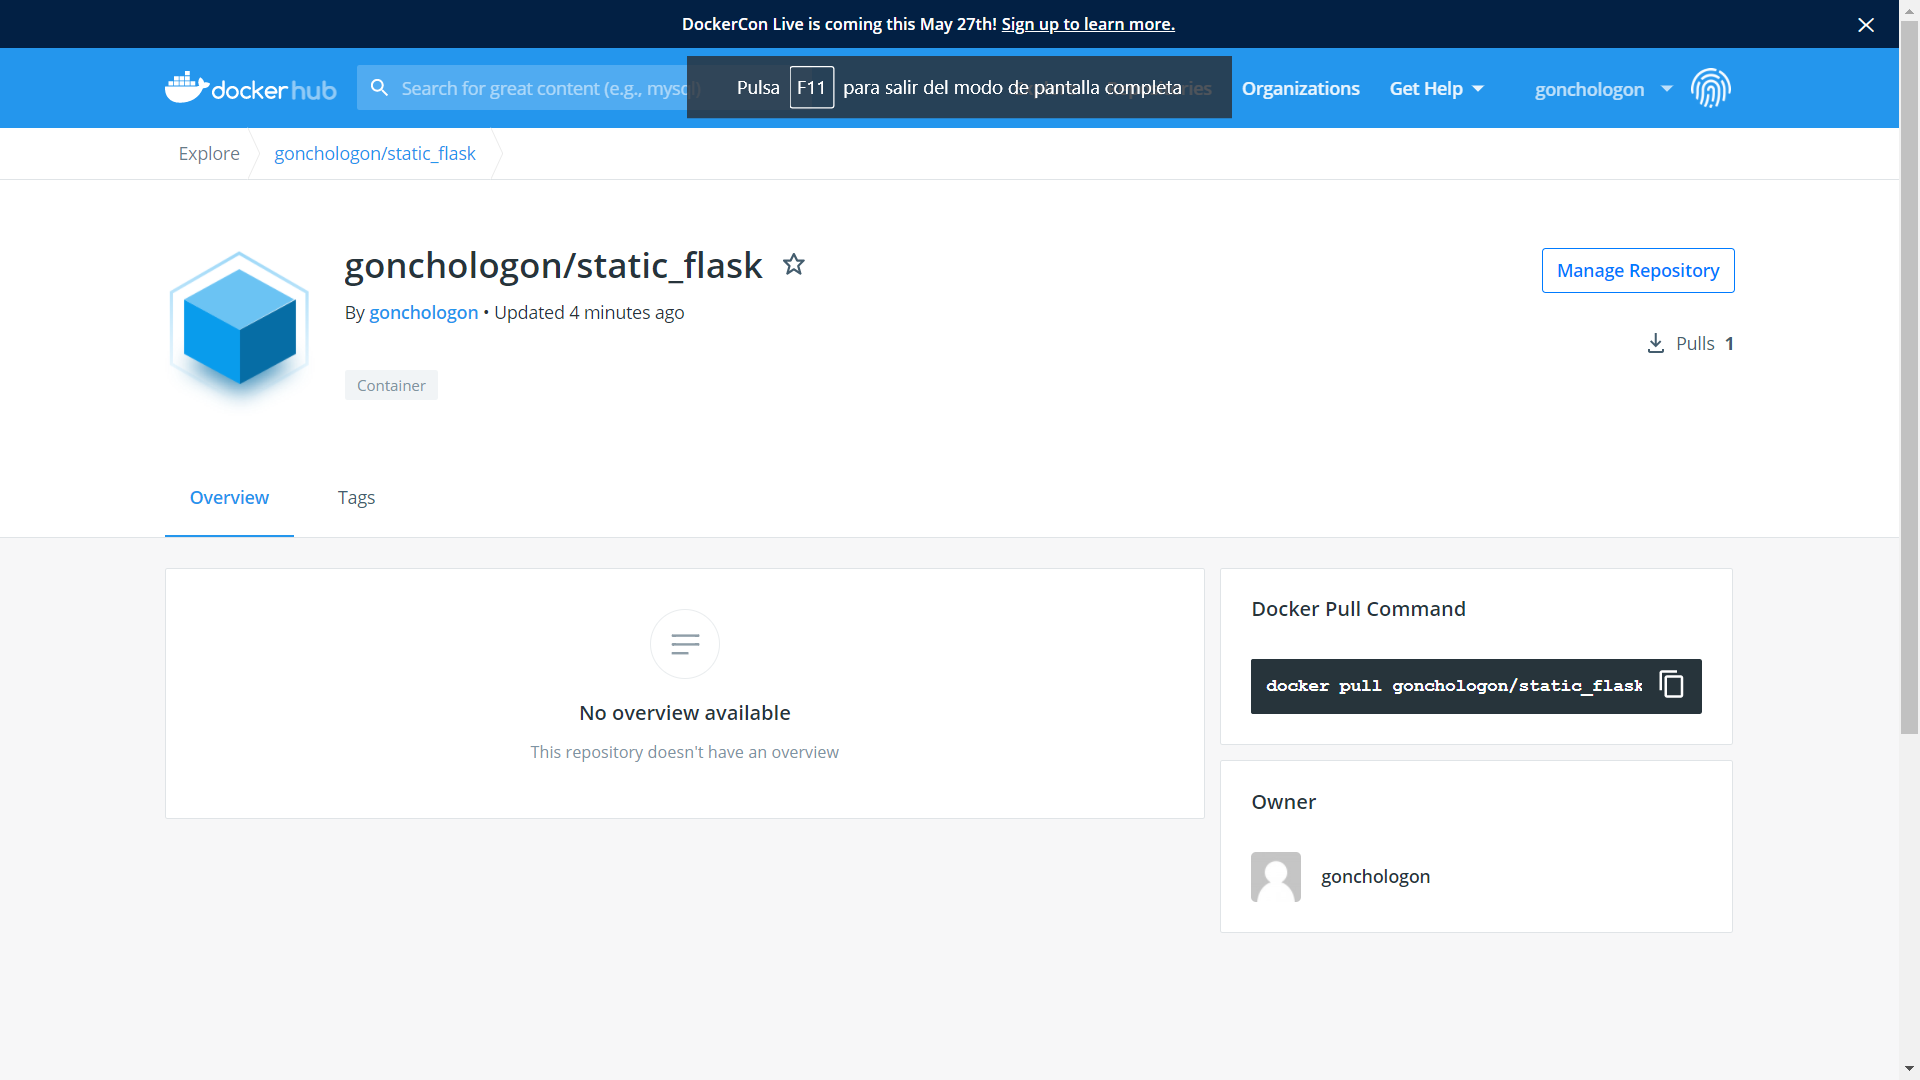 DockerCon Live is coming this May 27th! Sign up to learn more.
docker hub
Search for great content (e.g., mysql)
Pulsa F11 para salir del modo de pantalla completa
Organizations
Get Help
gonchologon
Explore
gonchologon/static_flask
gonchologon/static_flask
Manage Repository
By gonchologon • Updated 4 minutes ago
Pulls 1
Container
Overview
Tags
No overview available
This repository doesn't have an overview
Docker Pull Command
docker pull gonchologon/static_flask
Owner
gonchologon